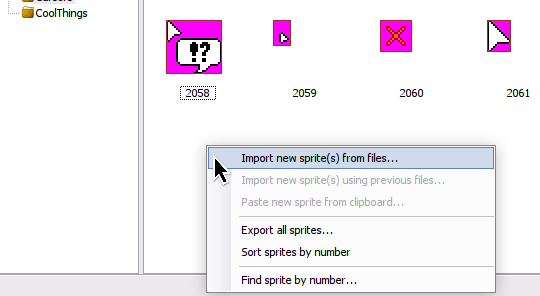 CoolThings
!?
2058
2059
2060
2061
Import new sprite(s) from files...
Import new sprite(s) using previous files...
Paste new sprite from clipboard...
Export all sprites...
Sort sprites by number
Find sprite by number...